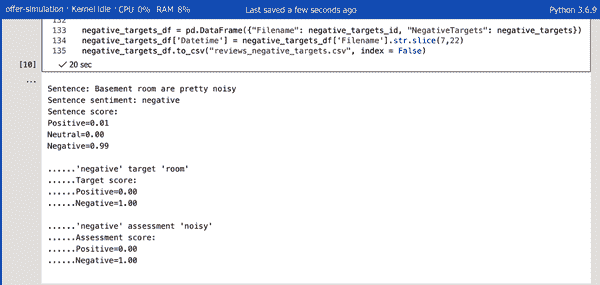 offer-simulation · Kernel Idle · CPU 0% RAM 8% Last saved a few seconds ago Python 3.6.9
132
133 negative_targets_df = pd.DataFrame({"Filename": negative_targets_id, "NegativeTargets": negative_targets})
134 negative_targets_df['Datetime'] = negative_targets_df['Filename'].str.slice(7,22)
135 negative_targets_df.to_csv("reviews_negative_targets.csv", index = False)
[10] ✓ 20 sec
...
Sentence: Basement room are pretty noisy
Sentence sentiment: negative
Sentence score:
Positive=0.01
Neutral=0.00
Negative=0.99
......'negative' target 'room'
......Target score:
......Positive=0.00
......Negative=1.00
......'negative' assessment 'noisy'
......Assessment score:
......Positive=0.00
......Negative=1.00